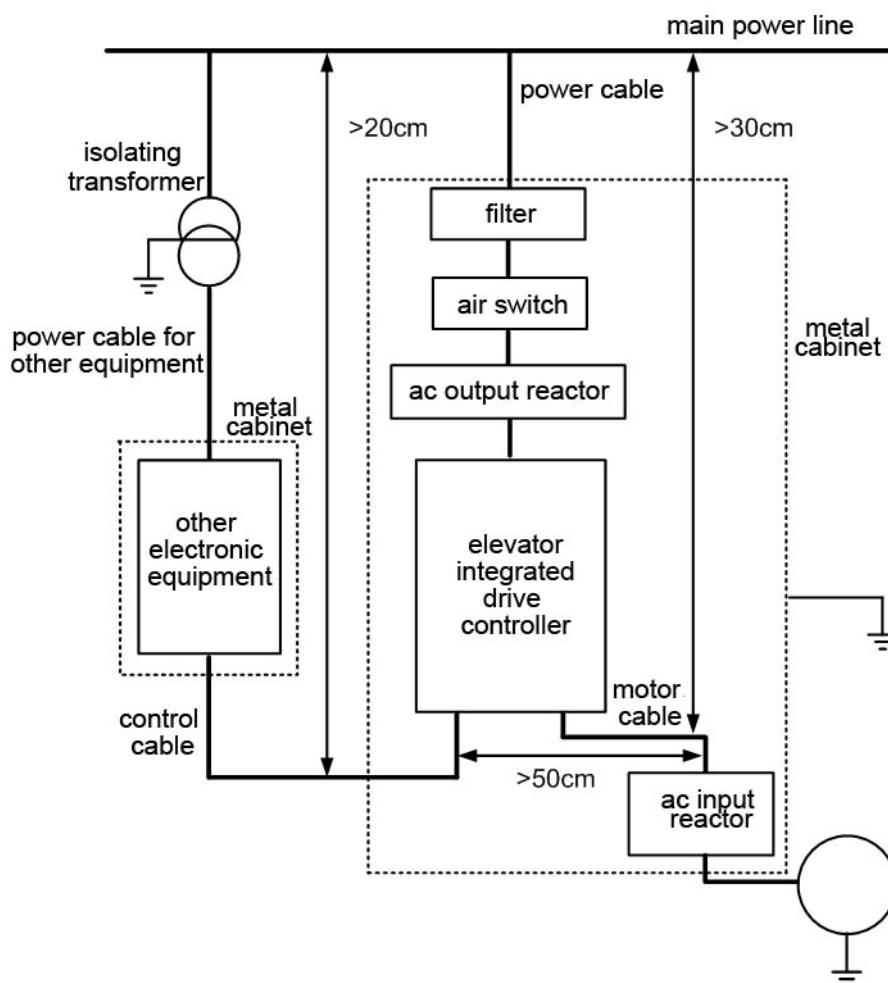 main power line
power cable
>20cm
>30cm
isolating
transformer
filter
air switch
metal
cabinet
power cable for
other equipment
ac output reactor
metal
cabinet
other
electronic
equipment
elevator
integrated
drive
controller
motor
cable
control
cable
>50cm
ac input
reactor